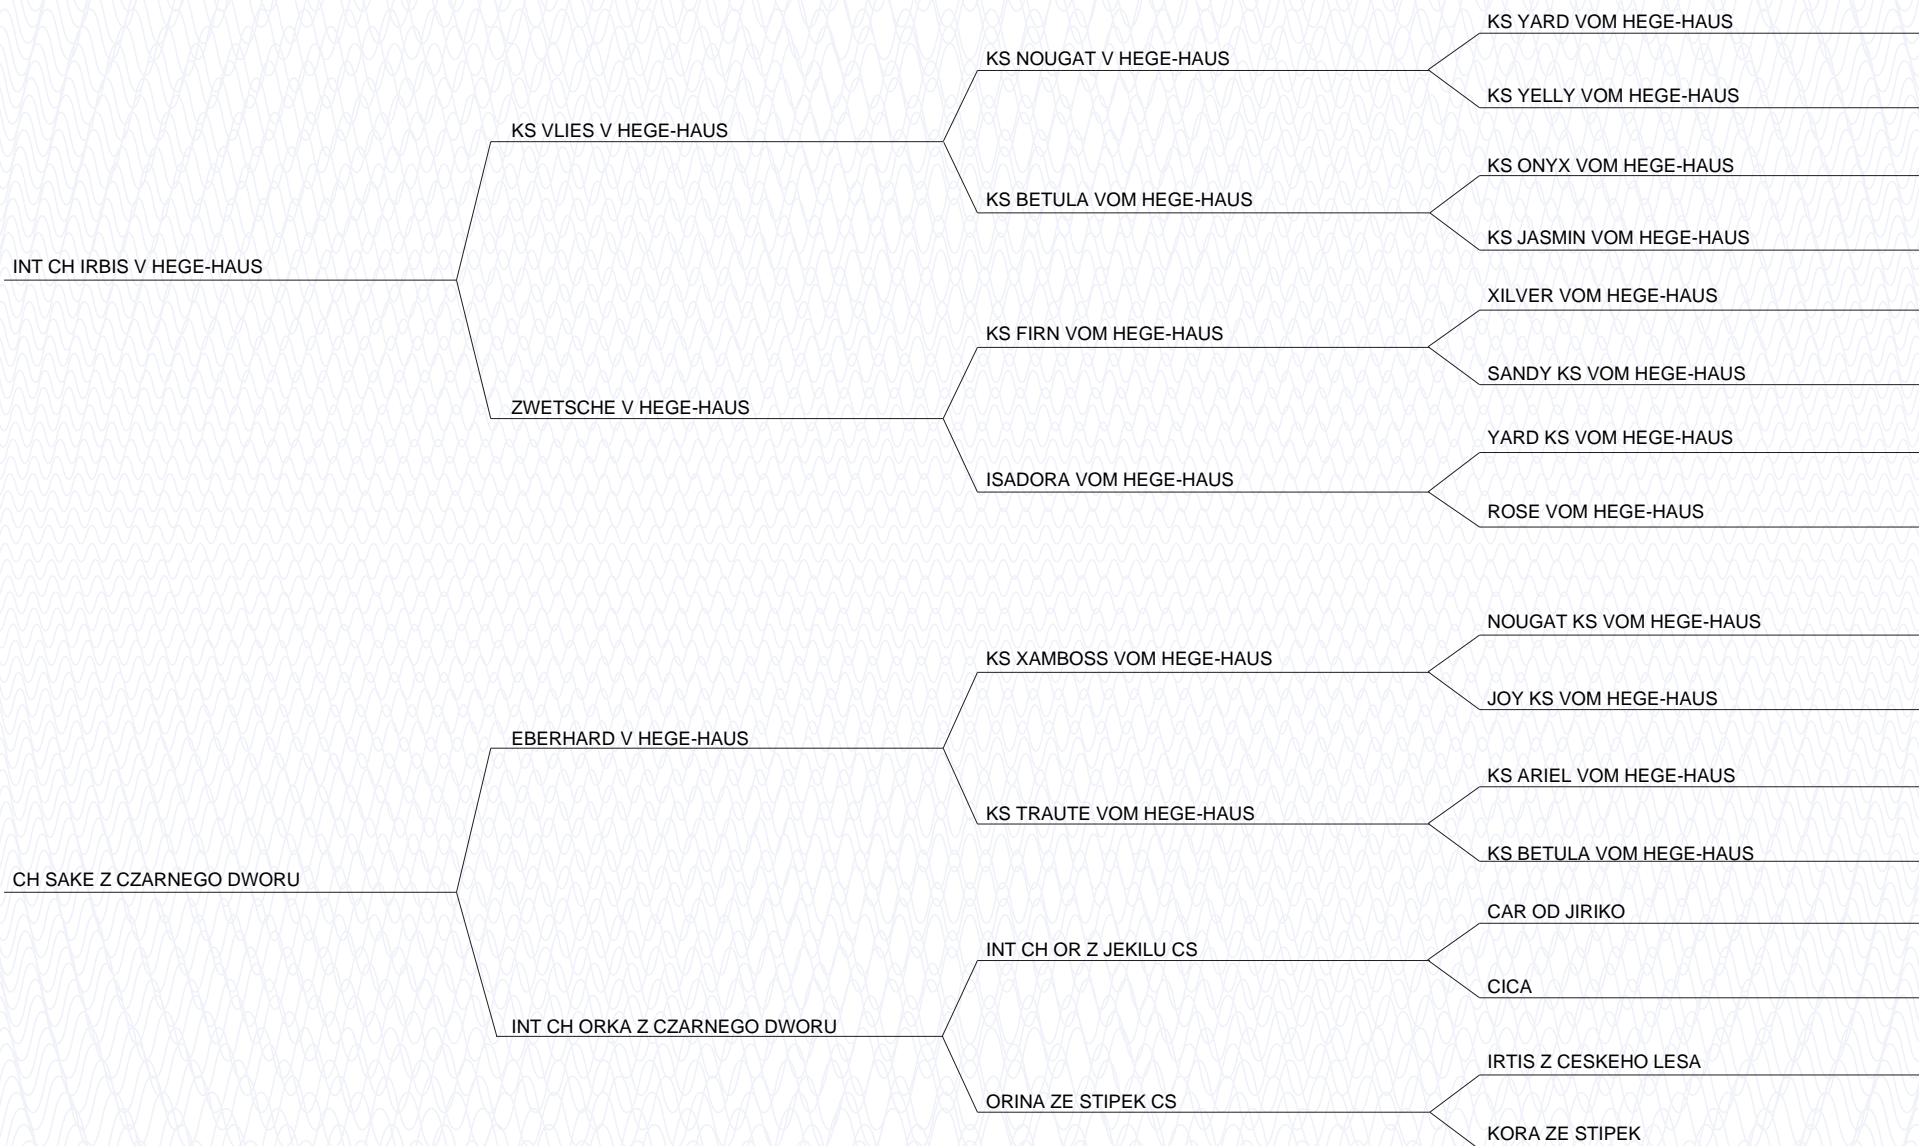 KS YARD VOM HEGE-HAUS
KS NOUGAT V HEGE-HAUS
KS YELLY VOM HEGE-HAUS
KS VLIES V HEGE-HAUS
KS ONYX VOM HEGE-HAUS
KS BETULA VOM HEGE-HAUS
KS JASMIN VOM HEGE-HAUS
INT CH IRBIS V HEGE-HAUS
XILVER VOM HEGE-HAUS
KS FIRN VOM HEGE-HAUS
SANDY KS VOM HEGE-HAUS
ZWETSCHE V HEGE-HAUS
YARD KS VOM HEGE-HAUS
ISADORA VOM HEGE-HAUS
ROSE VOM HEGE-HAUS
NOUGAT KS VOM HEGE-HAUS
KS XAMBOSS VOM HEGE-HAUS
JOY KS VOM HEGE-HAUS
EBERHARD V HEGE-HAUS
KS ARIEL VOM HEGE-HAUS
KS TRAUTE VOM HEGE-HAUS
KS BETULA VOM HEGE-HAUS
CH SAKE Z CZARNEGO DWORU
CAR OD JIRIKO
INT CH OR Z JEKILU CS
CICA
INT CH ORKA Z CZARNEGO DWORU
IRTIS Z CESKEHO LESA
ORINA ZE STIPEK CS
KORA ZE STIPEK